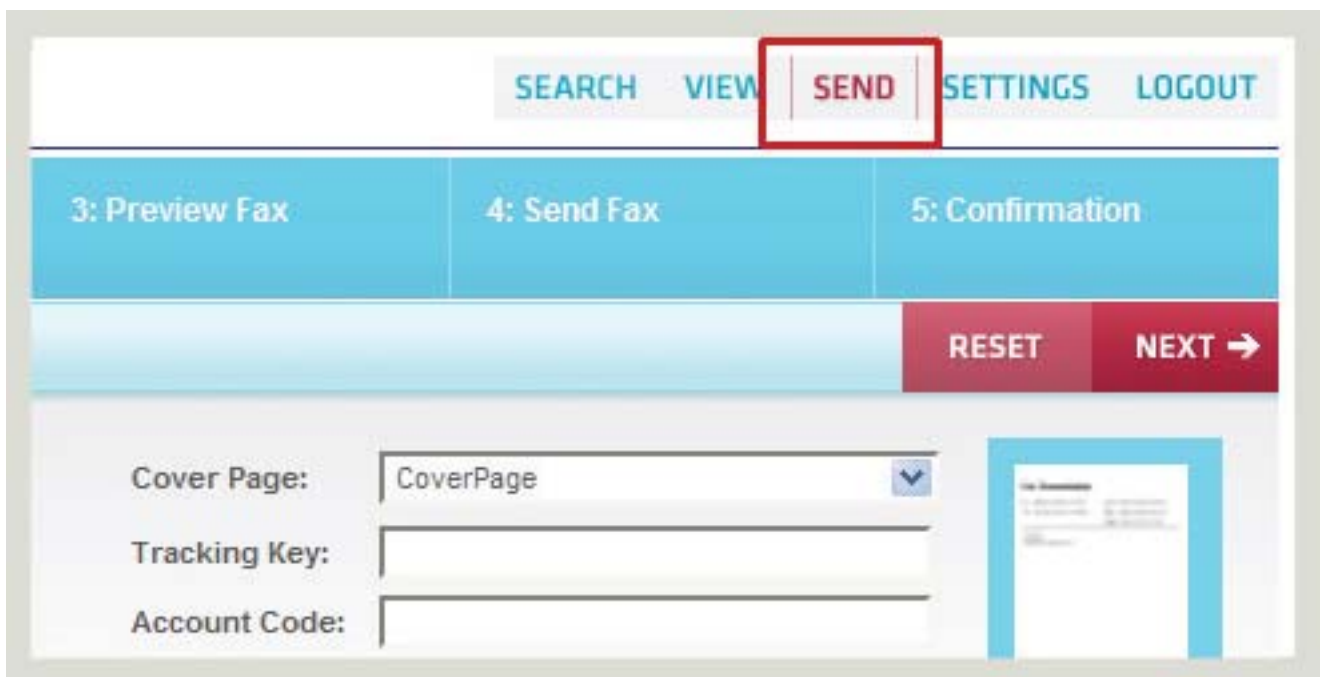 SEARCH VIEW SEND SETTINGS LOGOUT
3: Preview Fax 4: Send Fax 5: Confirmation
RESET NEXT →
Cover Page: CoverPage
Tracking Key:
Account Code: